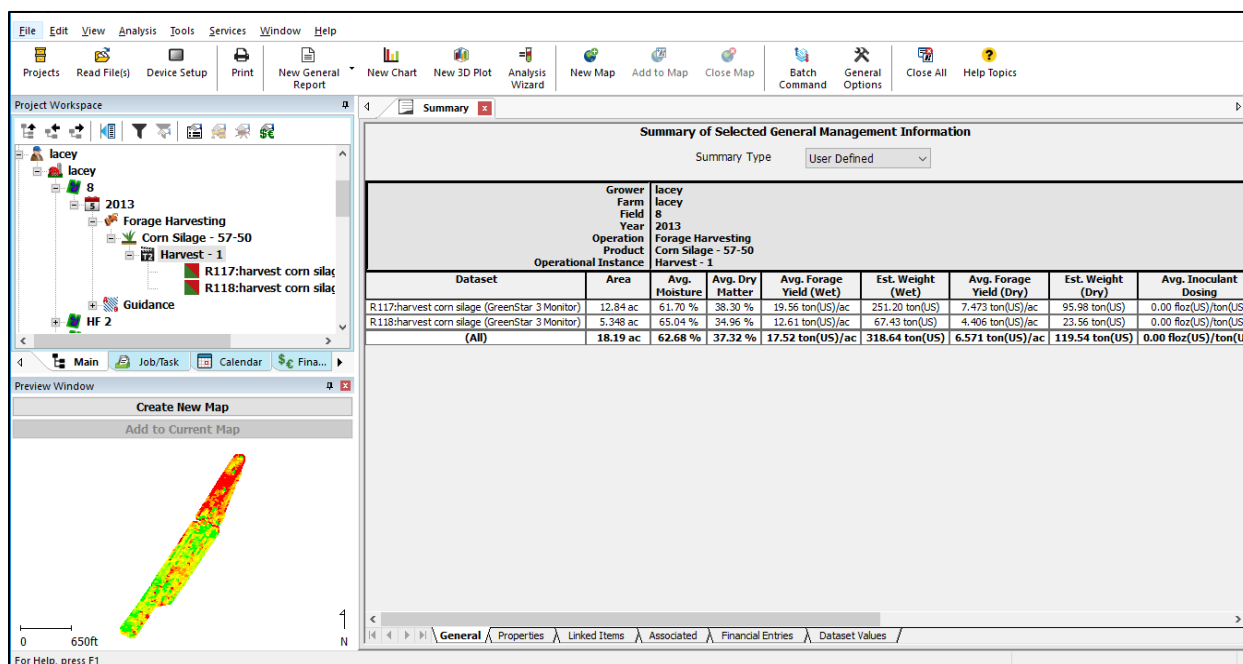 File Edit View Analysis Tools Services Window Help
Projects Read File(s) Device Setup Print New General Report New Chart New 3D Plot Analysis Wizard New Map Add to Map Close Map Batch Command General Options Close All Help Topics
Project Workspace
Summary
lacey
lacey
8
5 2013
Forage Harvesting
Corn Silage - 57-50
T2 Harvest - 1
R117:harvest corn silag
R118:harvest corn silag
Guidance
HF 2
Main Job/Task Calendar $€ Fina...
Preview Window
Create New Map
Add to Current Map
0 650ft
N
Summary of Selected General Management Information
Summary Type User Defined
Grower lacey
Farm lacey
Field 8
Year 2013
Operation Forage Harvesting
Product Corn Silage - 57-50
Operational Instance Harvest - 1
Dataset Area Avg. Moisture Avg. Dry Matter Avg. Forage Yield (Wet) Est. Weight (Wet) Avg. Forage Yield (Dry) Est. Weight (Dry) Avg. Inoculant Dosing
R117:harvest corn silage (GreenStar 3 Monitor) 12.84 ac 61.70 % 38.30 % 19.56 ton(US)/ac 251.20 ton(US) 7.473 ton(US)/ac 95.98 ton(US) 0.00 floz(US)/ton(US
R118:harvest corn silage (GreenStar 3 Monitor) 5.348 ac 65.04 % 34.96 % 12.61 ton(US)/ac 67.43 ton(US) 4.406 ton(US)/ac 23.56 ton(US) 0.00 floz(US)/ton(US
(All) 18.19 ac 62.68 % 37.32 % 17.52 ton(US)/ac 318.64 ton(US) 6.571 ton(US)/ac 119.54 ton(US) 0.00 floz(US)/ton(U
General Properties Linked Items Associated Financial Entries Dataset Values
For Help, press F1